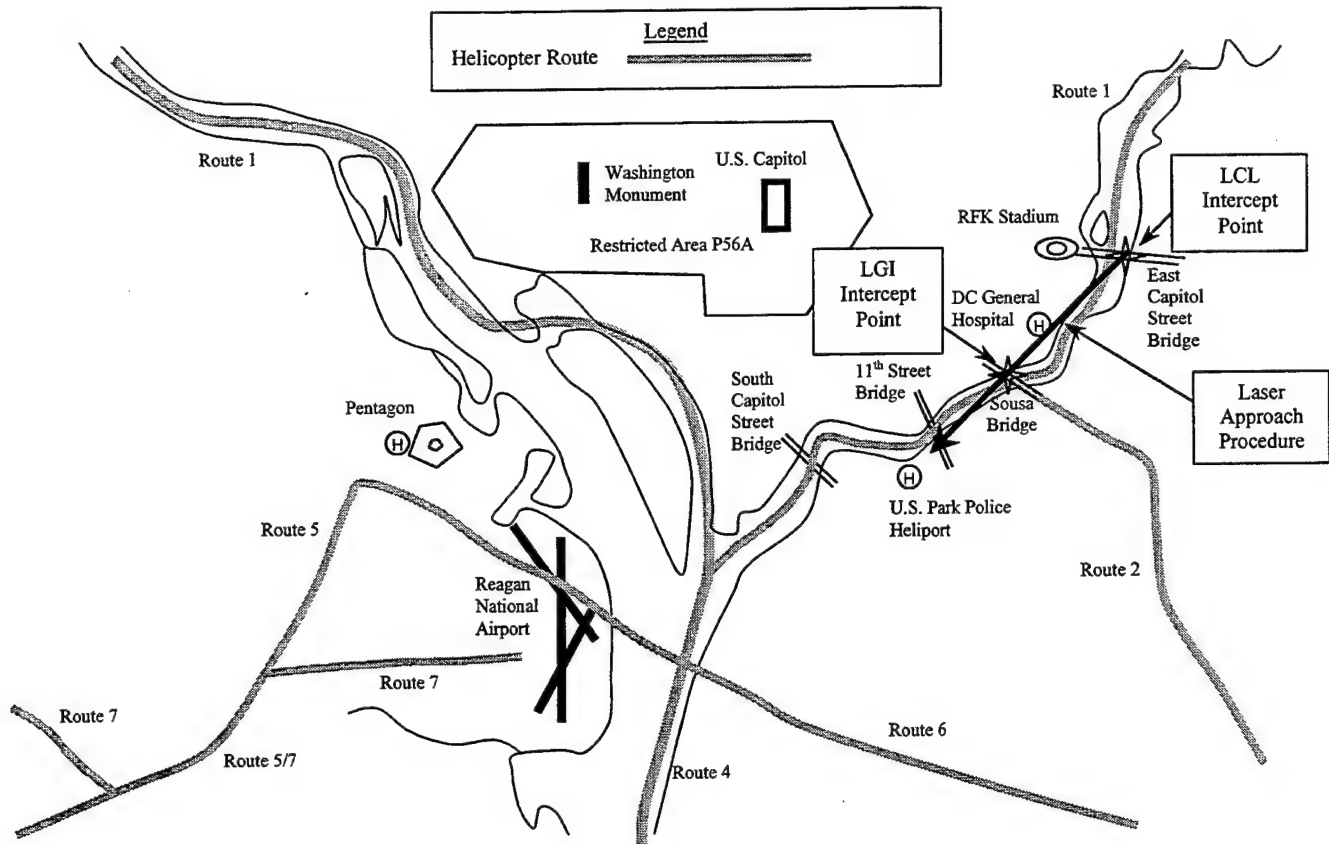 Legend
Helicopter Route
Route 1
Route 1
Washington
Monument
U.S. Capitol
Restricted Area P56A
RFK Stadium
LCL
Intercept
Point
LGI
Intercept
Point
DC General
Hospital
H
East
Capitol
Street
Bridge
11th Street
Bridge
South
Capitol
Street
Bridge
Sousa
Bridge
Laser
Approach
Procedure
Pentagon
H
H
U.S. Park Police
Heliport
Route 5
Reagan
National
Airport
Route 2
Route 7
Route 7
Route 5/7
Route 6
Route 4